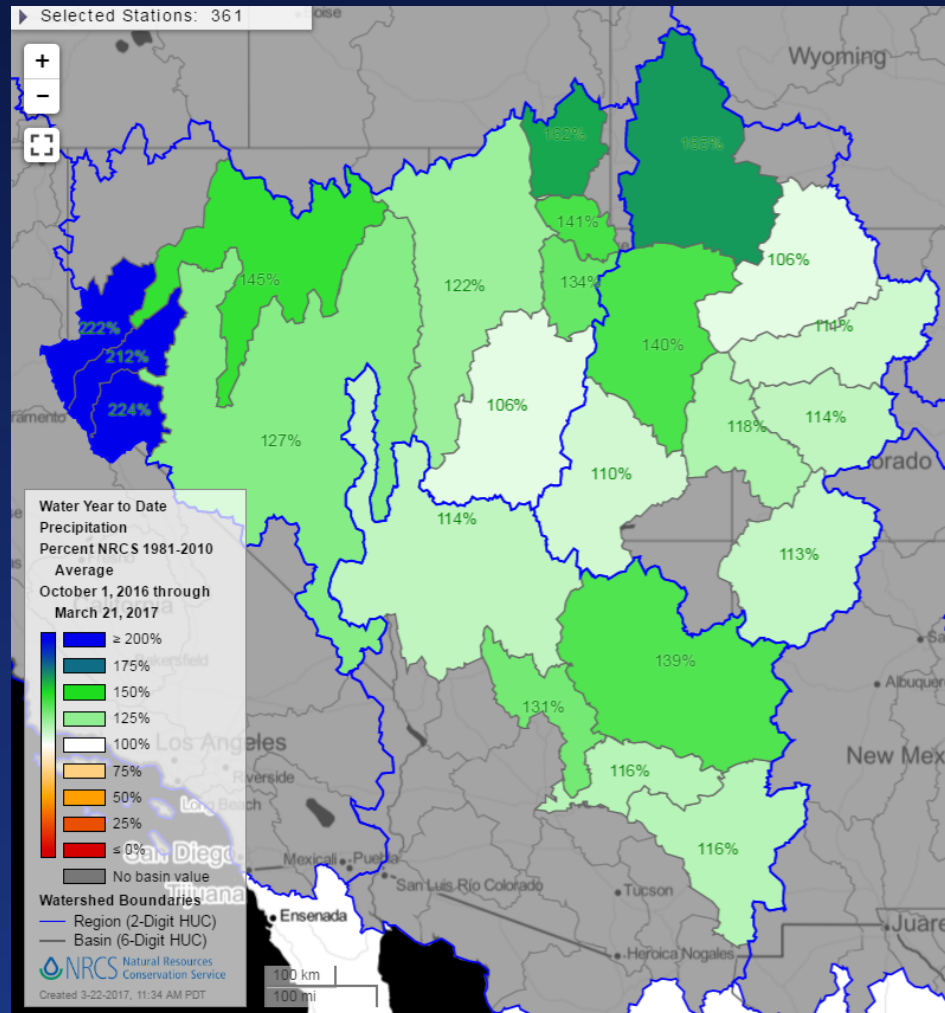 Selected Stations: 361
+
−
Wyoming
162%
141%
106%
145%
122%
134%
222%
114%
212%
140%
224%
106%
118%
114%
127%
110%
114%
113%
139%
131%
116%
116%
Albuquer
New Mex
Los Angeles
Riverside
Long Beach
San Diego
Tijuana
Mexicali
San Luis Río Colorado
Tucson
Ensenada
Heroica Nogales
Juare
Water Year to Date
Precipitation
Percent NRCS 1981-2010
Average
October 1, 2016 through
March 21, 2017
≥ 200%
175%
150%
125%
100%
75%
50%
25%
≤ 0%
No basin value
Watershed Boundaries
Region (2-Digit HUC)
Basin (6-Digit HUC)
NRCS Natural Resources
Conservation Service
Created 3-22-2017, 11:34 AM PDT
100 km
100 mi